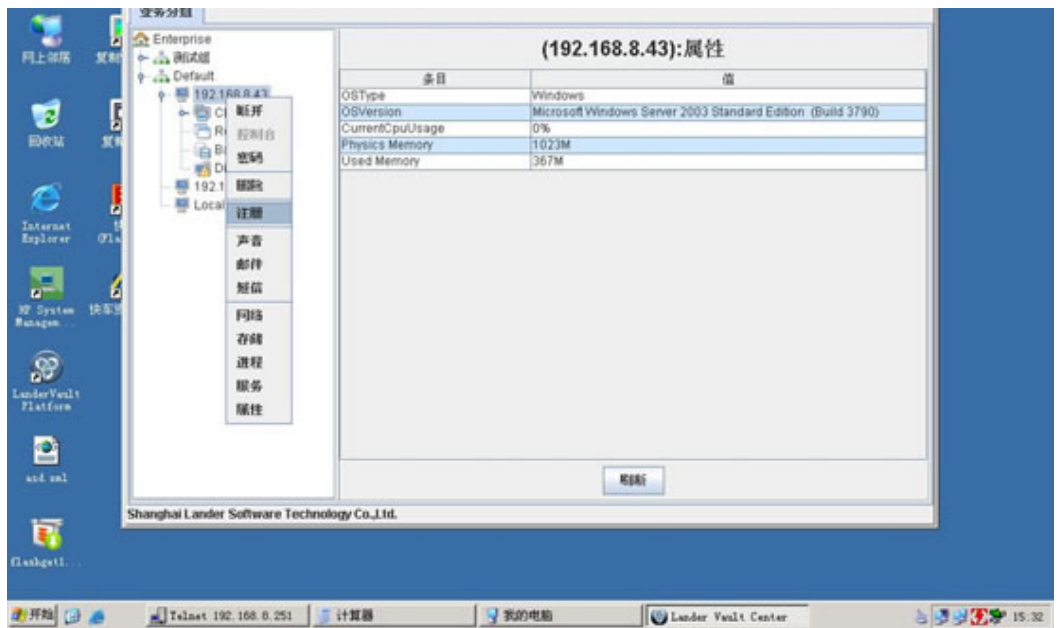 业务分组
Enterprise
测试组
Default
192.168.8.43
192.1
Local
断开
控制台
密码
删除
注册
声音
邮件
短信
网络
存储
进程
服务
属性
(192.168.8.43):属性
条目 值
OSType Windows
OSVersion Microsoft Windows Server 2003 Standard Edition (Build 3790)
CurrentCpuUsage 0%
Physics Memory 1023M
Used Memory 367M
刷新
Shanghai Lander Software Technology Co.,Ltd.
网上邻居
回收站
Internet Explorer
HP System Managem...
LanderVault Platform
asd.xml
flashget1...
开始
Telnet 192.168.8.251
计算器
我的电脑
Lander Vault Center
15:32